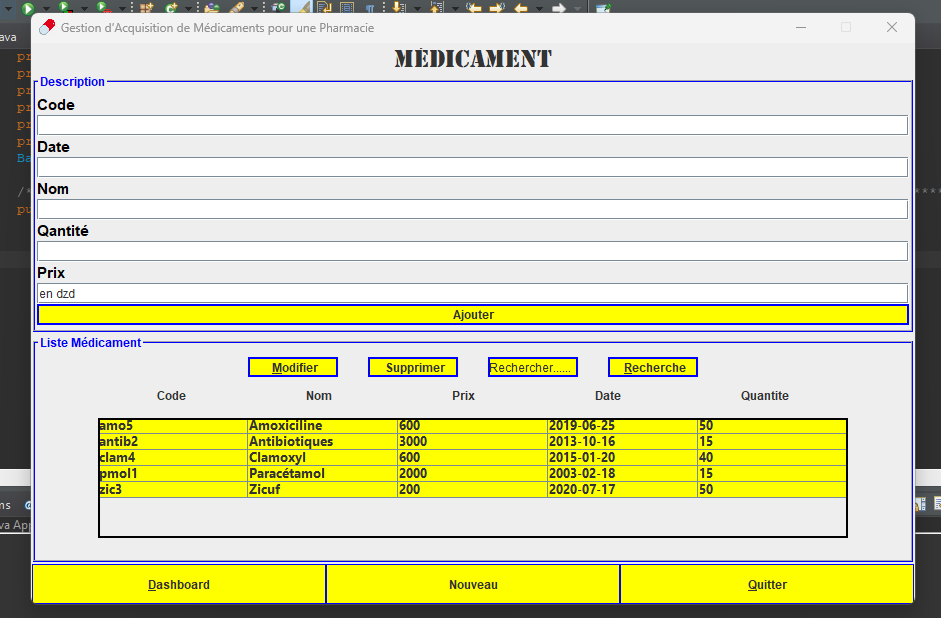 Gestion d'Acquisition de Médicaments pour une Pharmacie
MÉDICAMENT
Description
Code
Date
Nom
Qantité
Prix
en dzd
Ajouter
Liste Médicament
Modifier Supprimer Rechercher...... Recherche
Code Nom Prix Date Quantite
amo5 Amoxiciline 600 2019-06-25 50
antib2 Antibiotiques 3000 2013-10-16 15
clam4 Clamoxyl 600 2015-01-20 40
pmol1 Paracétamol 2000 2003-02-18 15
zic3 Zicuf 200 2020-07-17 50
Dashboard Nouveau Quitter